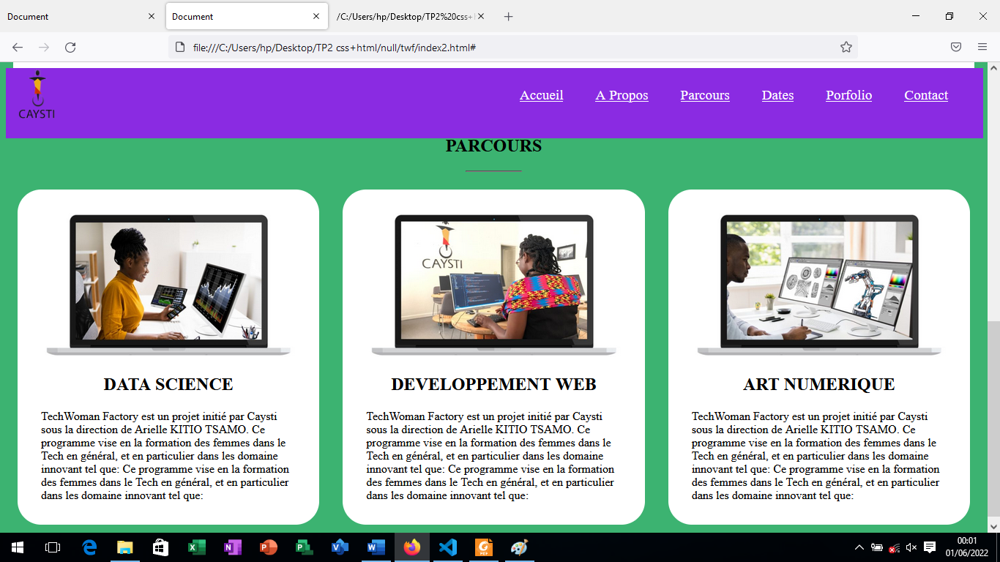 Document
Document
/C:/Users/hp/Desktop/TP2%20css+
file:///C:/Users/hp/Desktop/TP2 css+html/null/twf/index2.html#
CAYSTI
Accueil A Propos Parcours Dates Porfolio Contact
PARCOURS
CAYSTI
DATA SCIENCE
TechWoman Factory est un projet initié par Caysti
sous la direction de Arielle KITIO TSAMO. Ce
programme vise en la formation des femmes dans le
Tech en général, et en particulier dans les domaine
innovant tel que: Ce programme vise en la formation
des femmes dans le Tech en général, et en particulier
dans les domaine innovant tel que:
DEVELOPPEMENT WEB
TechWoman Factory est un projet initié par Caysti
sous la direction de Arielle KITIO TSAMO. Ce
programme vise en la formation des femmes dans le
Tech en général, et en particulier dans les domaine
innovant tel que: Ce programme vise en la formation
des femmes dans le Tech en général, et en particulier
dans les domaine innovant tel que:
ART NUMERIQUE
TechWoman Factory est un projet initié par Caysti
sous la direction de Arielle KITIO TSAMO. Ce
programme vise en la formation des femmes dans le
Tech en général, et en particulier dans les domaine
innovant tel que: Ce programme vise en la formation
des femmes dans le Tech en général, et en particulier
dans les domaine innovant tel que:
00:01
01/06/2022